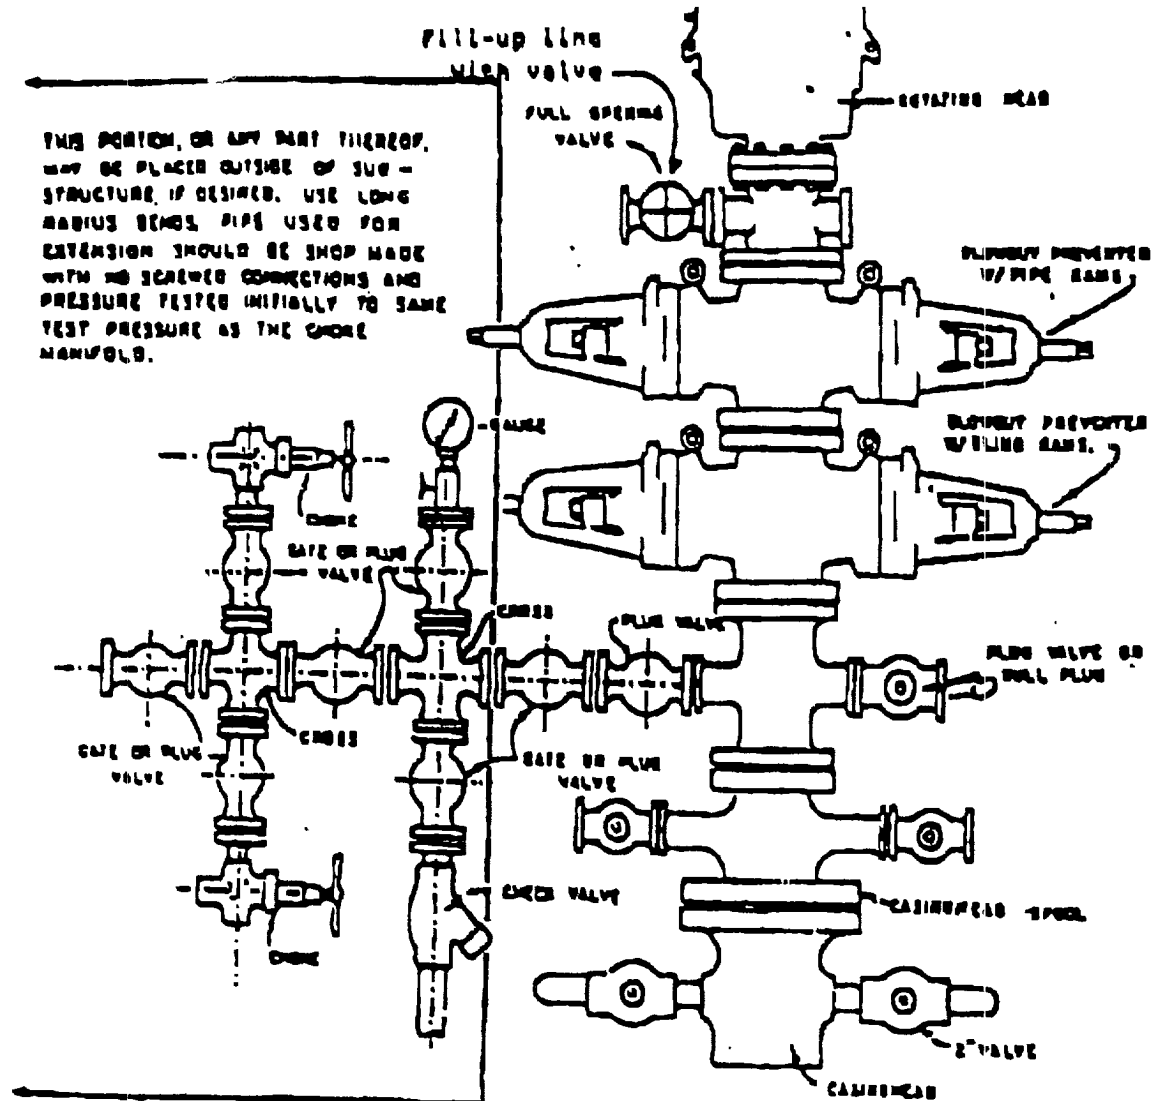 Fill-up line
with valve
FULL OPENING
VALVE
ROTATING HEAD
THIS PORTION, OR ANY PART THEREOF,
MAY BE PLACED OUTSIDE OF SUB-
STRUCTURE, IF DESIRED. USE LONG
RADIUS BENDS. PIPE USED FOR
EXTENSION SHOULD BE SHOP MADE
WITH NO SCREWED CONNECTIONS AND
PRESSURE TESTED INITIALLY TO SAME
TEST PRESSURE AS THE CHOKE
MANIFOLD.
BLOWOUT PREVENTER
W/PIPE RAMS
GAUGE
BLOWOUT PREVENTER
W/BLIND RAMS.
CHOKE
GATE OR PLUG
VALVE
CROSS
PLUG VALVE
PLUG VALVE OR
BULL PLUG
CROSS
GATE OR PLUG
VALVE
GATE OR PLUG
VALVE
CHECK VALVE
CASINGHEAD SPOOL
CHOKE
2" VALVE
CASINGHEAD